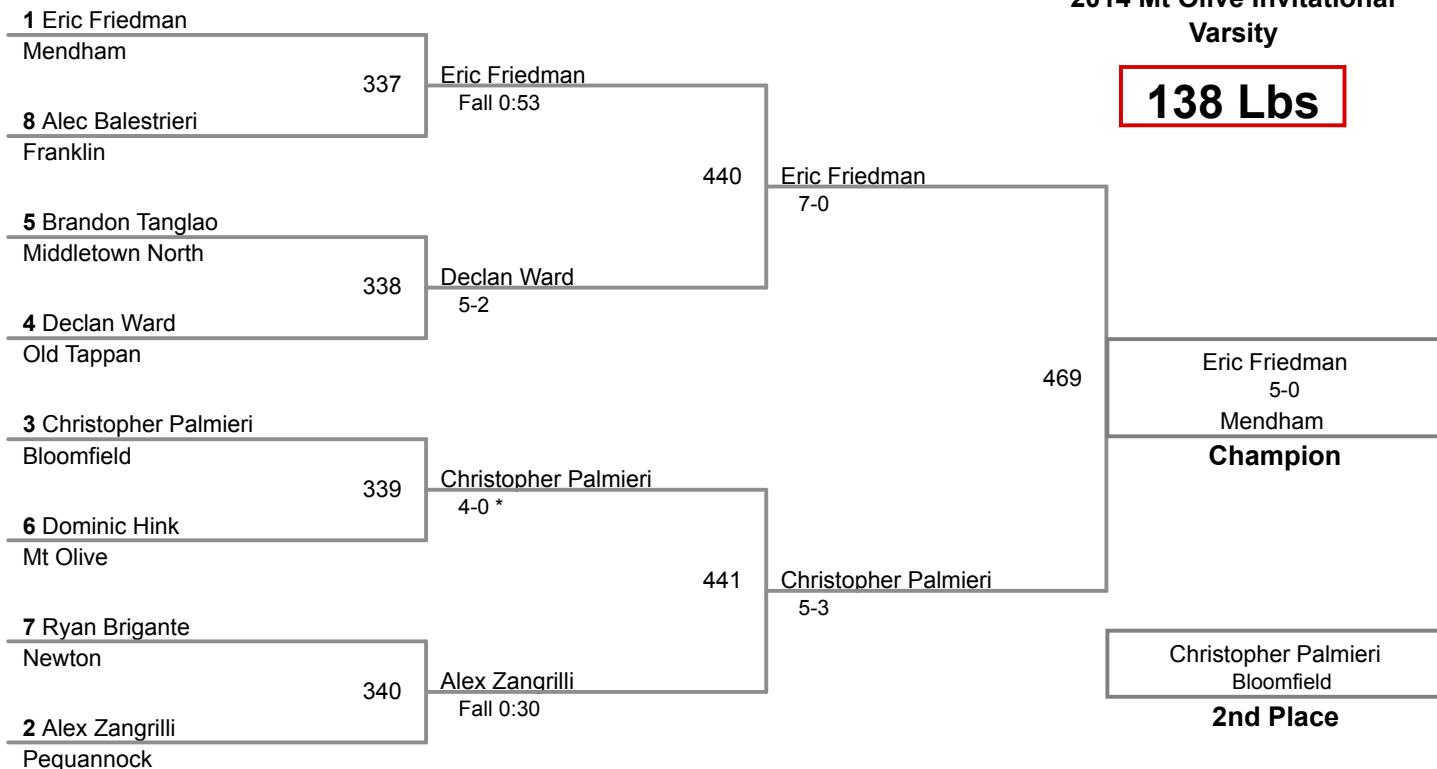 2014 Mt Olive Invitational
Varsity
138 Lbs
1 Eric Friedman
Mendham
337
8 Alec Balestrieri
Franklin
5 Brandon Tanglao
Middletown North
338
4 Declan Ward
Old Tappan
3 Christopher Palmieri
Bloomfield
339
6 Dominic Hink
Mt Olive
7 Ryan Brigante
Newton
340
2 Alex Zangrilli
Pequannock
Eric Friedman
Fall 0:53
440
Declan Ward
5-2
Christopher Palmieri
4-0 *
441
Alex Zangrilli
Fall 0:30
Eric Friedman
7-0
469
Christopher Palmieri
5-3
Eric Friedman
5-0
Mendham
Champion
Christopher Palmieri
Bloomfield
2nd Place